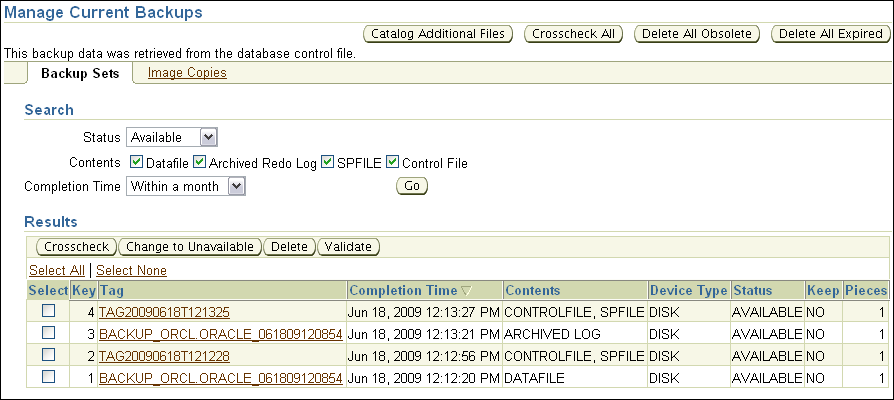 Manage Current Backups
Catalog Additional Files Crosscheck All Delete All Obsolete Delete All Expired
This backup data was retrieved from the database control file.
Backup Sets Image Copies
Search
Status Available
Contents Datafile Archived Redo Log SPFILE Control File
Completion Time Within a month Go
Results
Crosscheck Change to Unavailable Delete Validate
Select All | Select None
Select Key Tag Completion Time Contents Device Type Status Keep Pieces
4 TAG20090618T121325 Jun 18, 2009 12:13:27 PM CONTROLFILE, SPFILE DISK AVAILABLE NO 1
3 BACKUP_ORCL.ORACLE_061809120854 Jun 18, 2009 12:13:21 PM ARCHIVED LOG DISK AVAILABLE NO 1
2 TAG20090618T121228 Jun 18, 2009 12:12:56 PM CONTROLFILE, SPFILE DISK AVAILABLE NO 1
1 BACKUP_ORCL.ORACLE_061809120854 Jun 18, 2009 12:12:20 PM DATAFILE DISK AVAILABLE NO 1